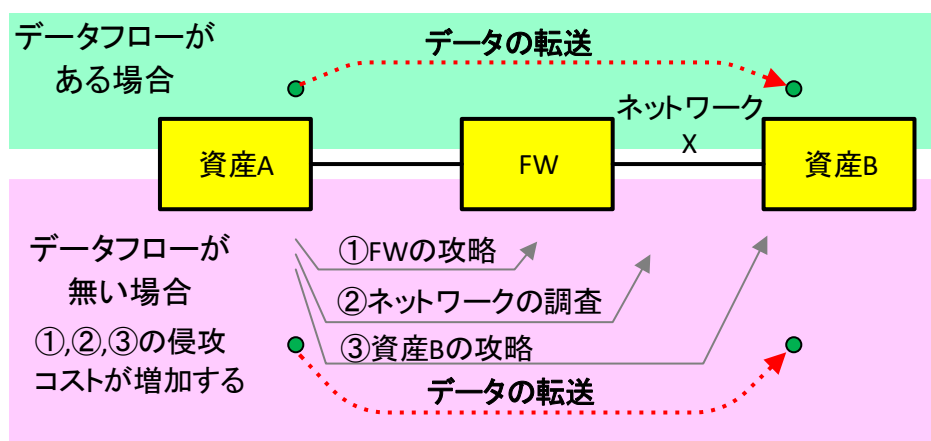 データフローが
ある場合
データの転送
ネットワーク
X
資産A
FW
資産B
データフローが
無い場合
①,②,③の侵攻
コストが増加する
①FWの攻略
②ネットワークの調査
③資産Bの攻略
データの転送